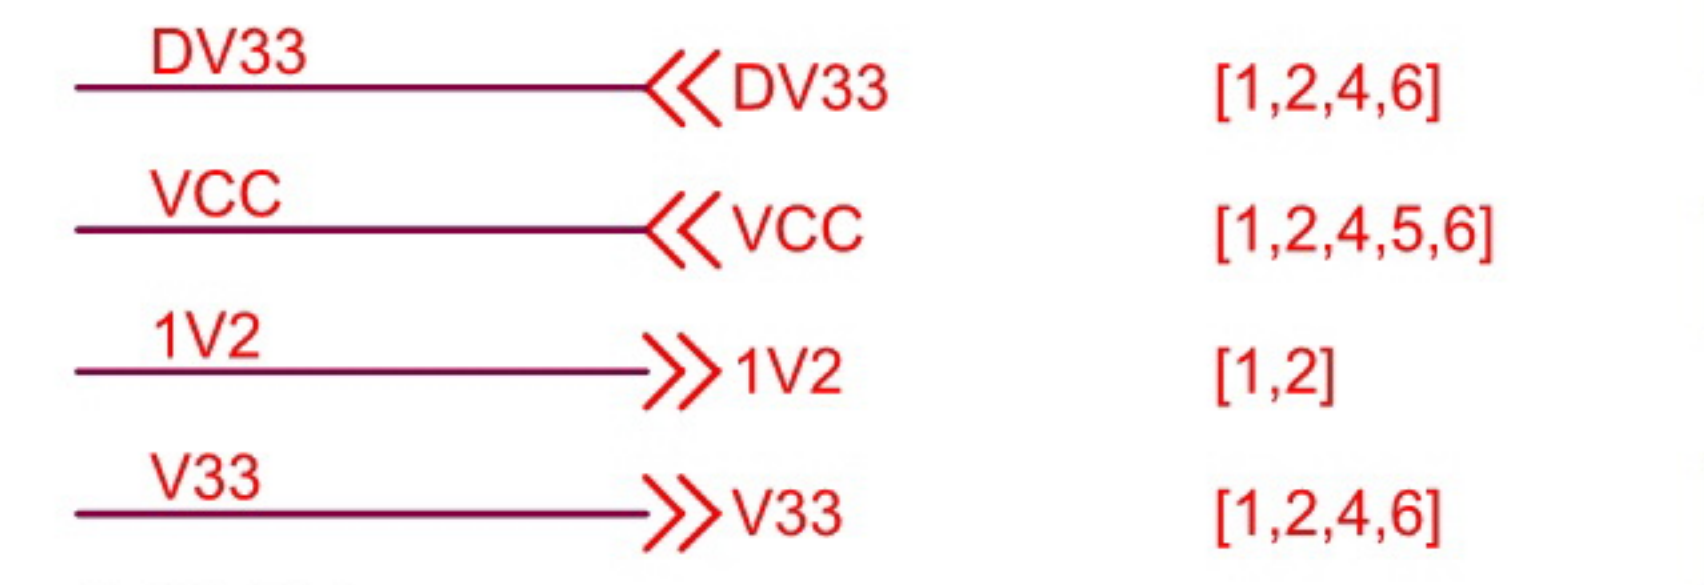 DV33
DV33 [1,2,4,6]
VCC
VCC [1,2,4,5,6]
1V2
1V2 [1,2]
V33
V33 [1,2,4,6]